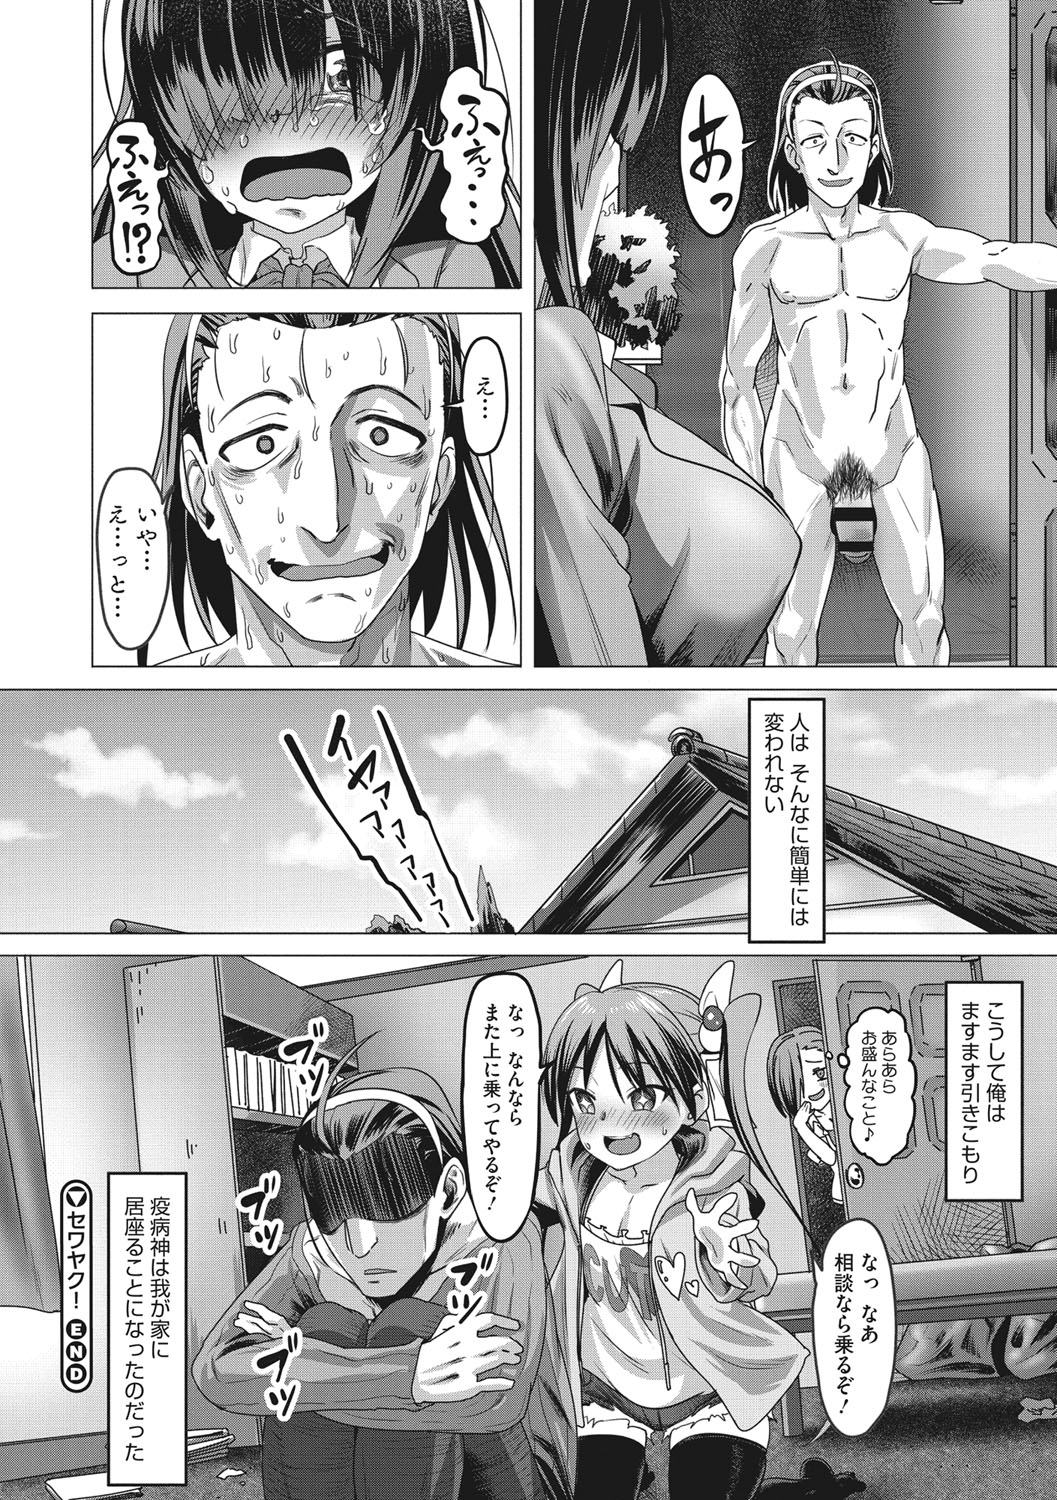 あっ
ふえっ・・・
ふえっ!?
え…
いや…
え…っと…
人は そんなに簡単には
変われない
イヤァァァァァァァー
こうして俺は
ますます引きこもり
あらあら
お盛んなこと♪
なっ なあ
相談なら乗るぞ!
なっ なんなら
また上に乗ってやるぞ!
ブツ
ブツ
ブツ
ブツ
ブツ
疫病神は我が家に
居座ることになったのだった
セワヤク! END